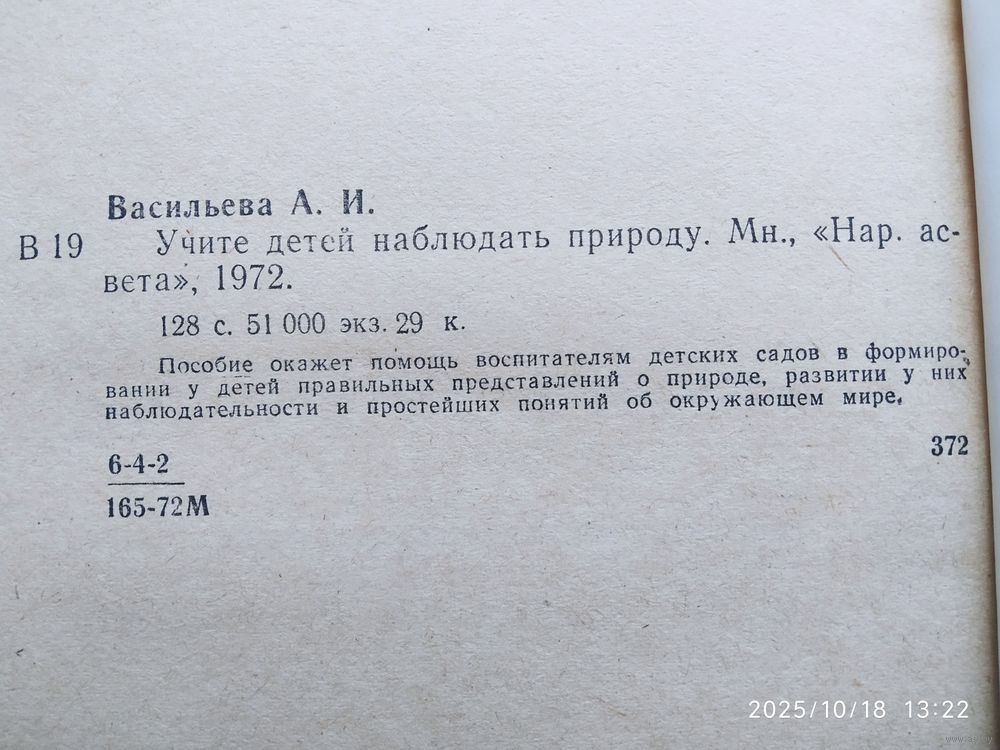 Васильева А. И.
В 19 Учите детей наблюдать природу. Мн., «Нар. ас-
вета», 1972.
128 с. 51 000 экз. 29 к.
Пособие окажет помощь воспитателям детских садов в формиро-
вании у детей правильных представлений о природе, развитии у них
наблюдательности и простейших понятий об окружающем мире.
6-4-2
372
165-72М
2025/10/18 13:22